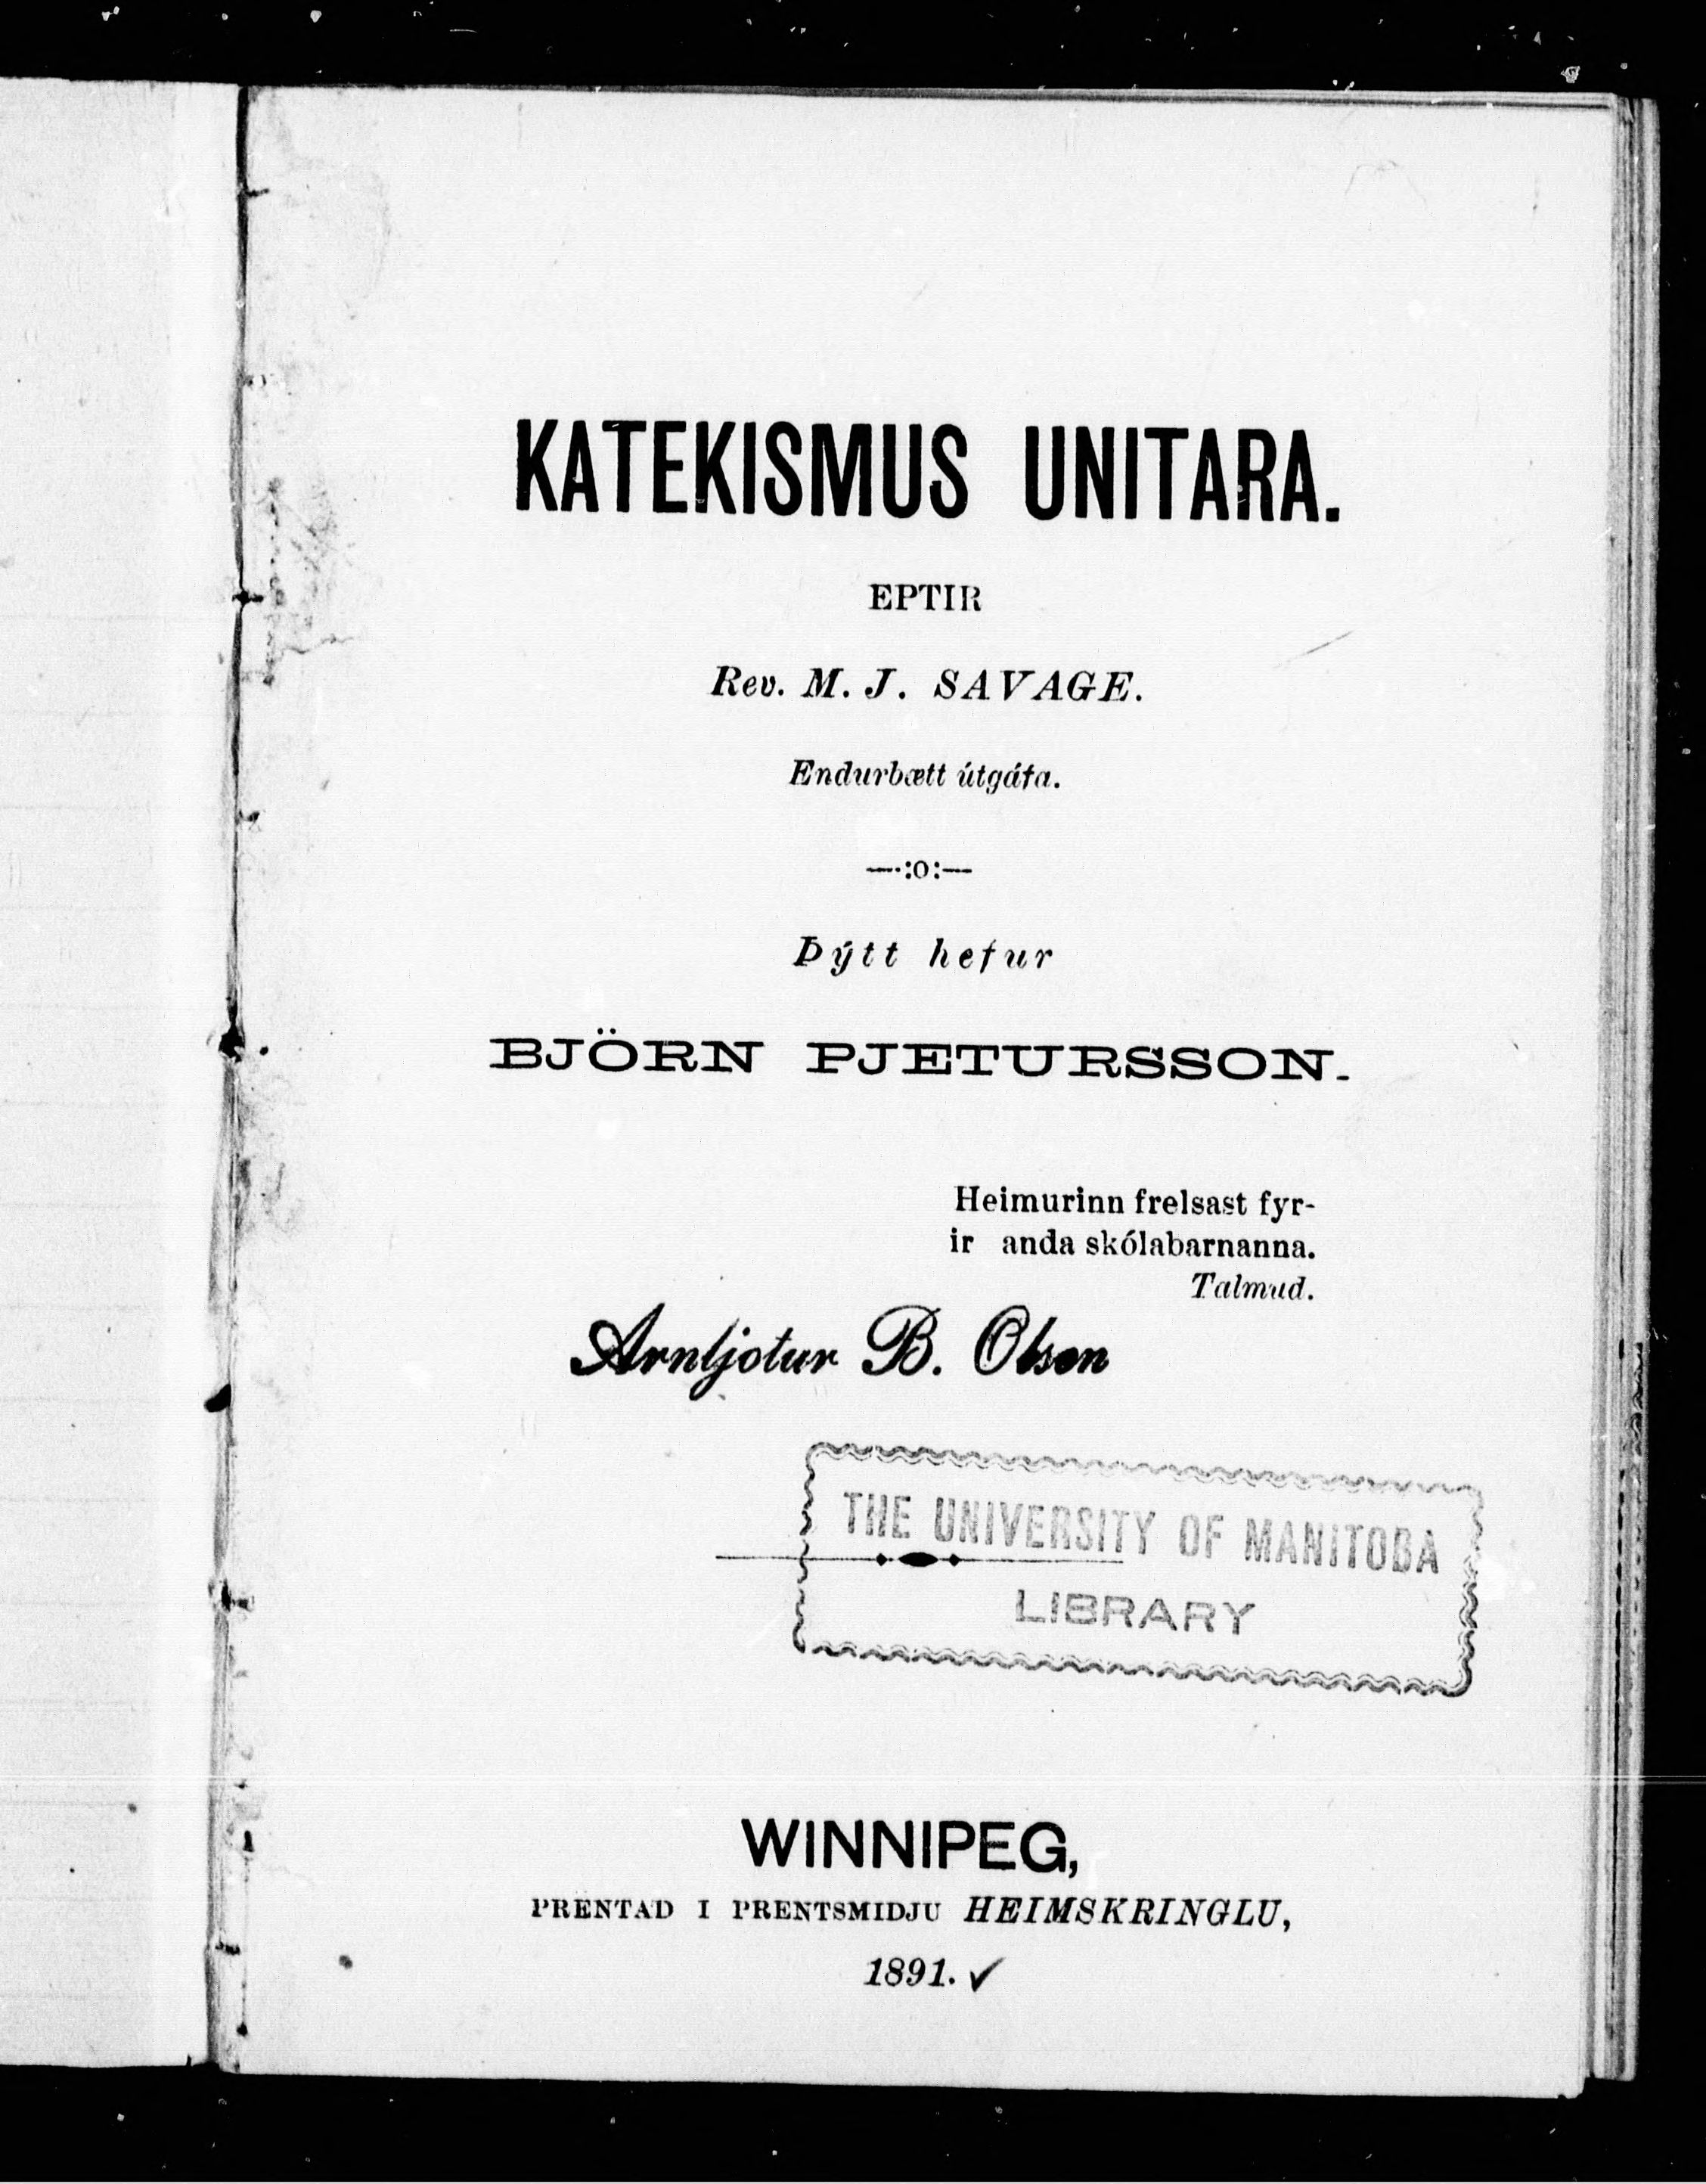 KATEKISMUS UNITARA.
EPTIR
Rev. M. J. SAVAGE.
Endurbætt útgáfa.
—:o:—
Þýtt hefur
BJÖRN PJETURSSON.
Heimurinn frelsast fyr-
ir anda skólabarnanna.
Talmud.
Arnljotur B. Olsen
THE UNIVERSITY OF MANITOBA
LIBRARY
WINNIPEG,
PRENTAD I PRENTSMIDJU HEIMSKRINGLU,
1891. ✓